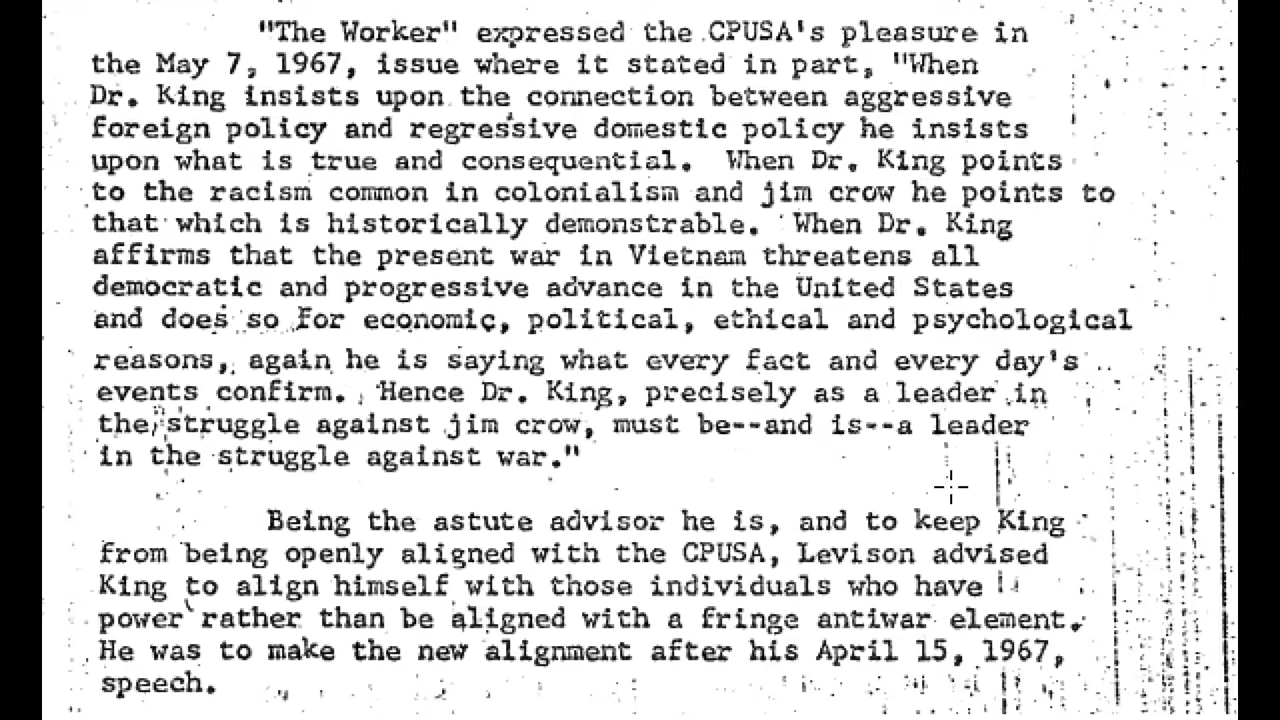 "The Worker" expressed the CPUSA's pleasure in
the May 7, 1967, issue where it stated in part, "When
Dr. King insists upon the connection between aggressive
foreign policy and regressive domestic policy he insists
upon what is true and consequential. When Dr. King points
to the racism common in colonialism and jim crow he points to
that which is historically demonstrable. When Dr. King
affirms that the present war in Vietnam threatens all
democratic and progressive advance in the United States
and does so for economic, political, ethical and psychological
reasons, again he is saying what every fact and every day's
events confirm. Hence Dr. King, precisely as a leader in
the struggle against jim crow, must be--and is--a leader
in the struggle against war."
Being the astute advisor he is, and to keep King
from being openly aligned with the CPUSA, Levison advised
King to align himself with those individuals who have
power rather than be aligned with a fringe antiwar element.
He was to make the new alignment after his April 15, 1967,
speech.